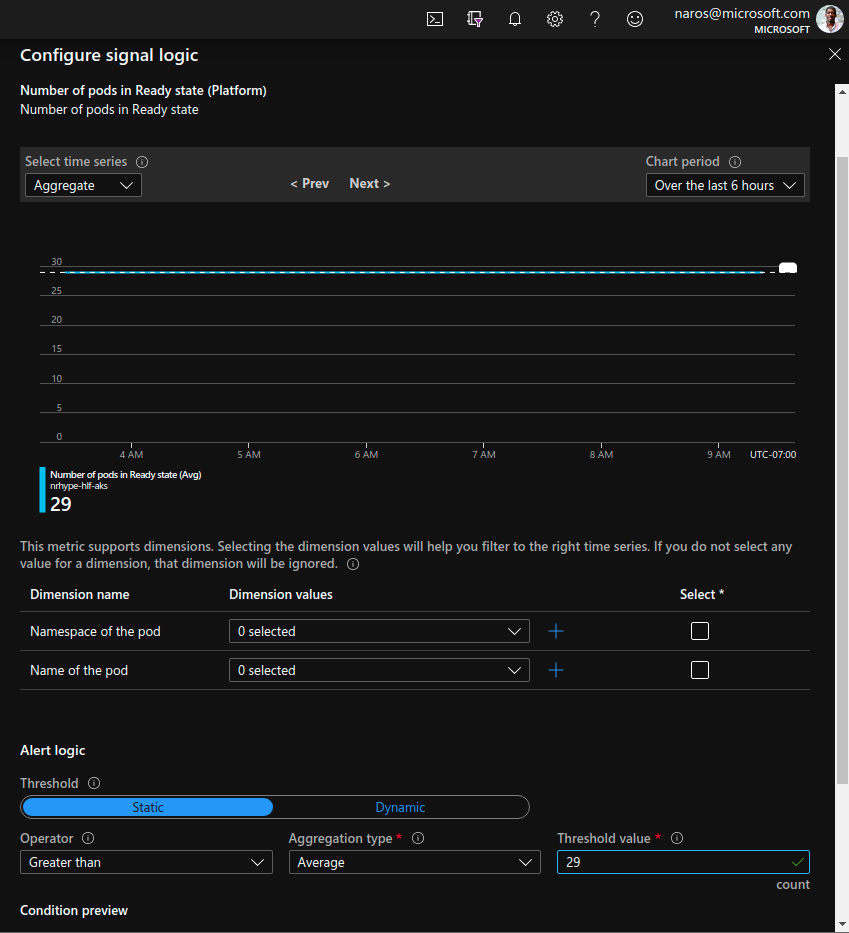 naros@microsoft.com
MICROSOFT
Configure signal logic
Number of pods in Ready state (Platform)
Number of pods in Ready state
Select time series
Chart period
Aggregate
< Prev
Next >
Over the last 6 hours
30
25
20
15
10
5
0
4 AM
5 AM
6 AM
7 AM
8 AM
9 AM
UTC-07:00
Number of pods in Ready state (Avg)
nrhype-hlf-aks
29
This metric supports dimensions. Selecting the dimension values will help you filter to the right time series. If you do not select any
value for a dimension, that dimension will be ignored.
Dimension name
Dimension values
Select *
Namespace of the pod
0 selected
Name of the pod
0 selected
Alert logic
Threshold
Static
Dynamic
Operator
Aggregation type *
Threshold value *
Greater than
Average
29
count
Condition preview